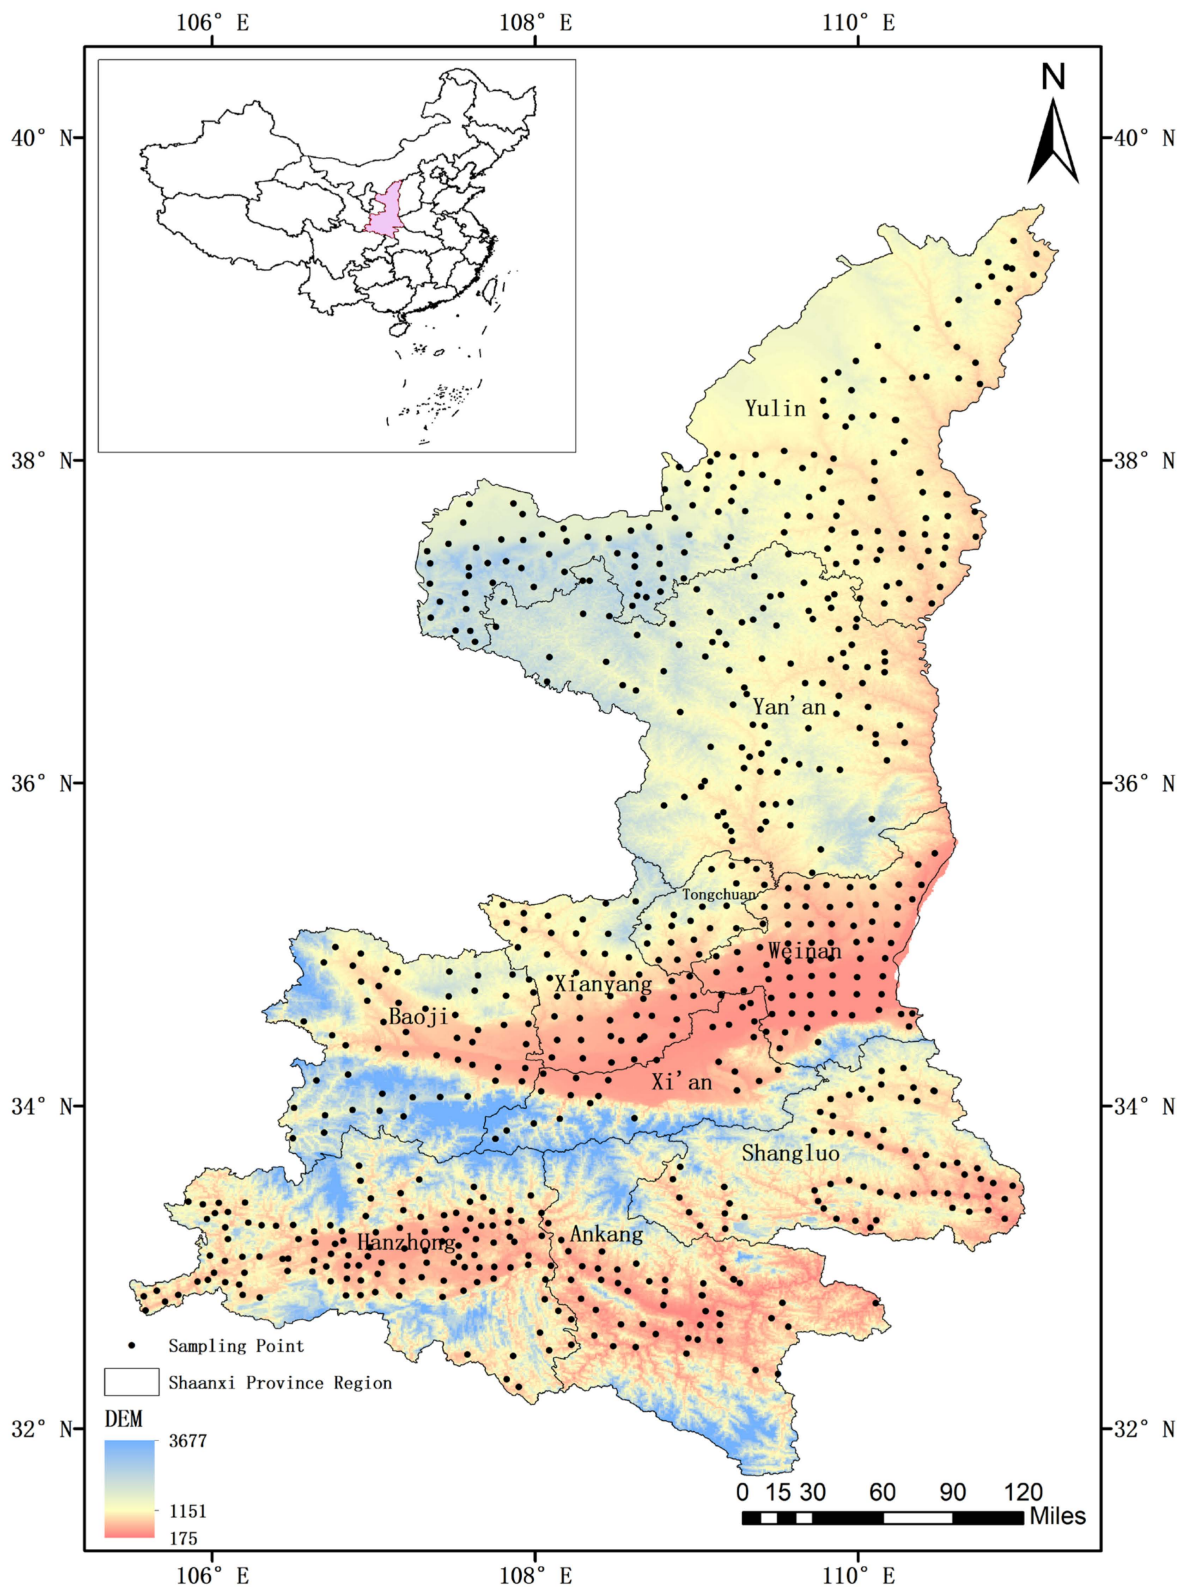 106° E 108° E 110° E
N
40° N 40° N
Yulin
38° N 38° N
Yan'an
36° N 36° N
Tongchuan
Weinan
Xianyang
Baoji
Xi'an
34° N 34° N
Shangluo
Ankang
Hanzhong
Sampling Point
Shaanxi Province Region
DEM
3677
1151
175
32° N 32° N
0 15 30 60 90 120
Miles
106° E 108° E 110° E